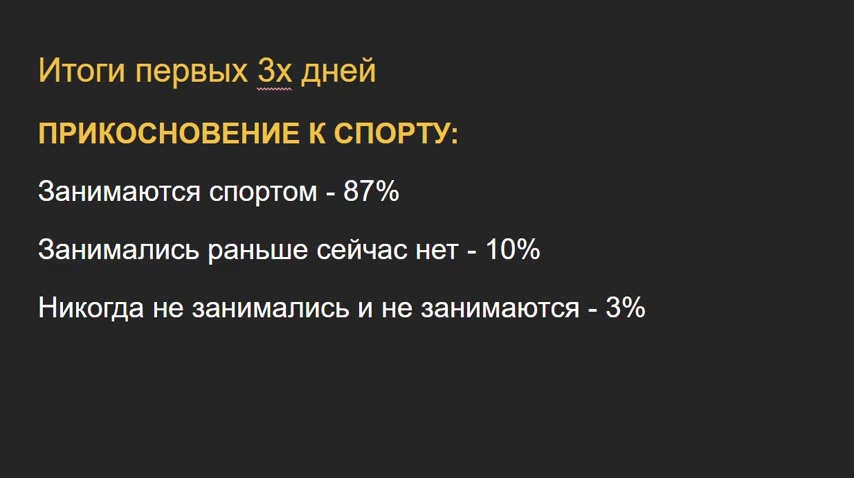 Итоги первых 3х дней
ПРИКОСНОВЕНИЕ К СПОРТУ:
Занимаются спортом - 87%
Занимались раньше сейчас нет - 10%
Никогда не занимались и не занимаются - 3%